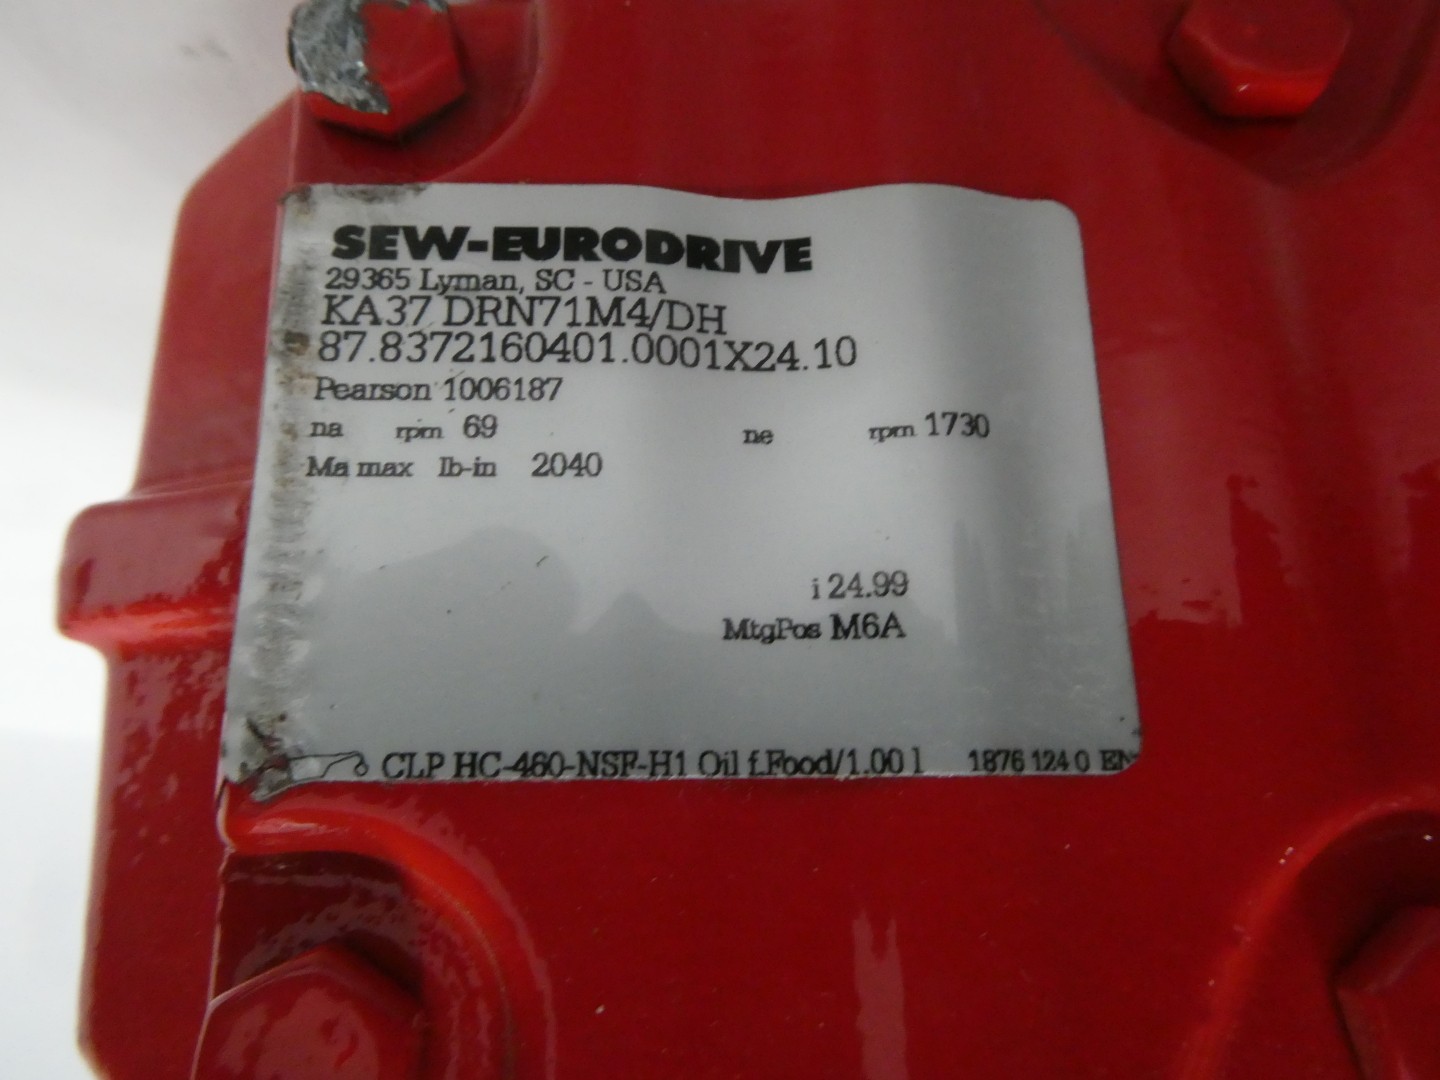 SEW-EURODRIVE
29365 Lyman, SC - USA
KA37 DRN71M4/DH
87.8372160401.0001X24.10
Pearson 1006187
na rpm 69 ne rpm 1730
Ma max lb-in 2040
i 24.99
MtgPos M6A
CLP HC-460-NSF-H1 Oil f.Food/1.00 l 1876 124 0 EN